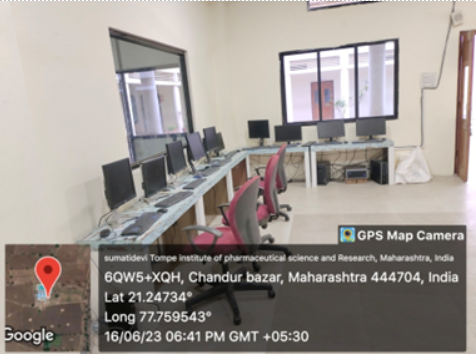 GPS Map Camera
sumatidevi Tompe institute of pharmaceutical science and Research, Maharashtra, India
6QW5+XQH, Chandur bazar, Maharashtra 444704, India
Lat 21.24734°
Long 77.759543°
16/06/23 06:41 PM GMT +05:30
Google